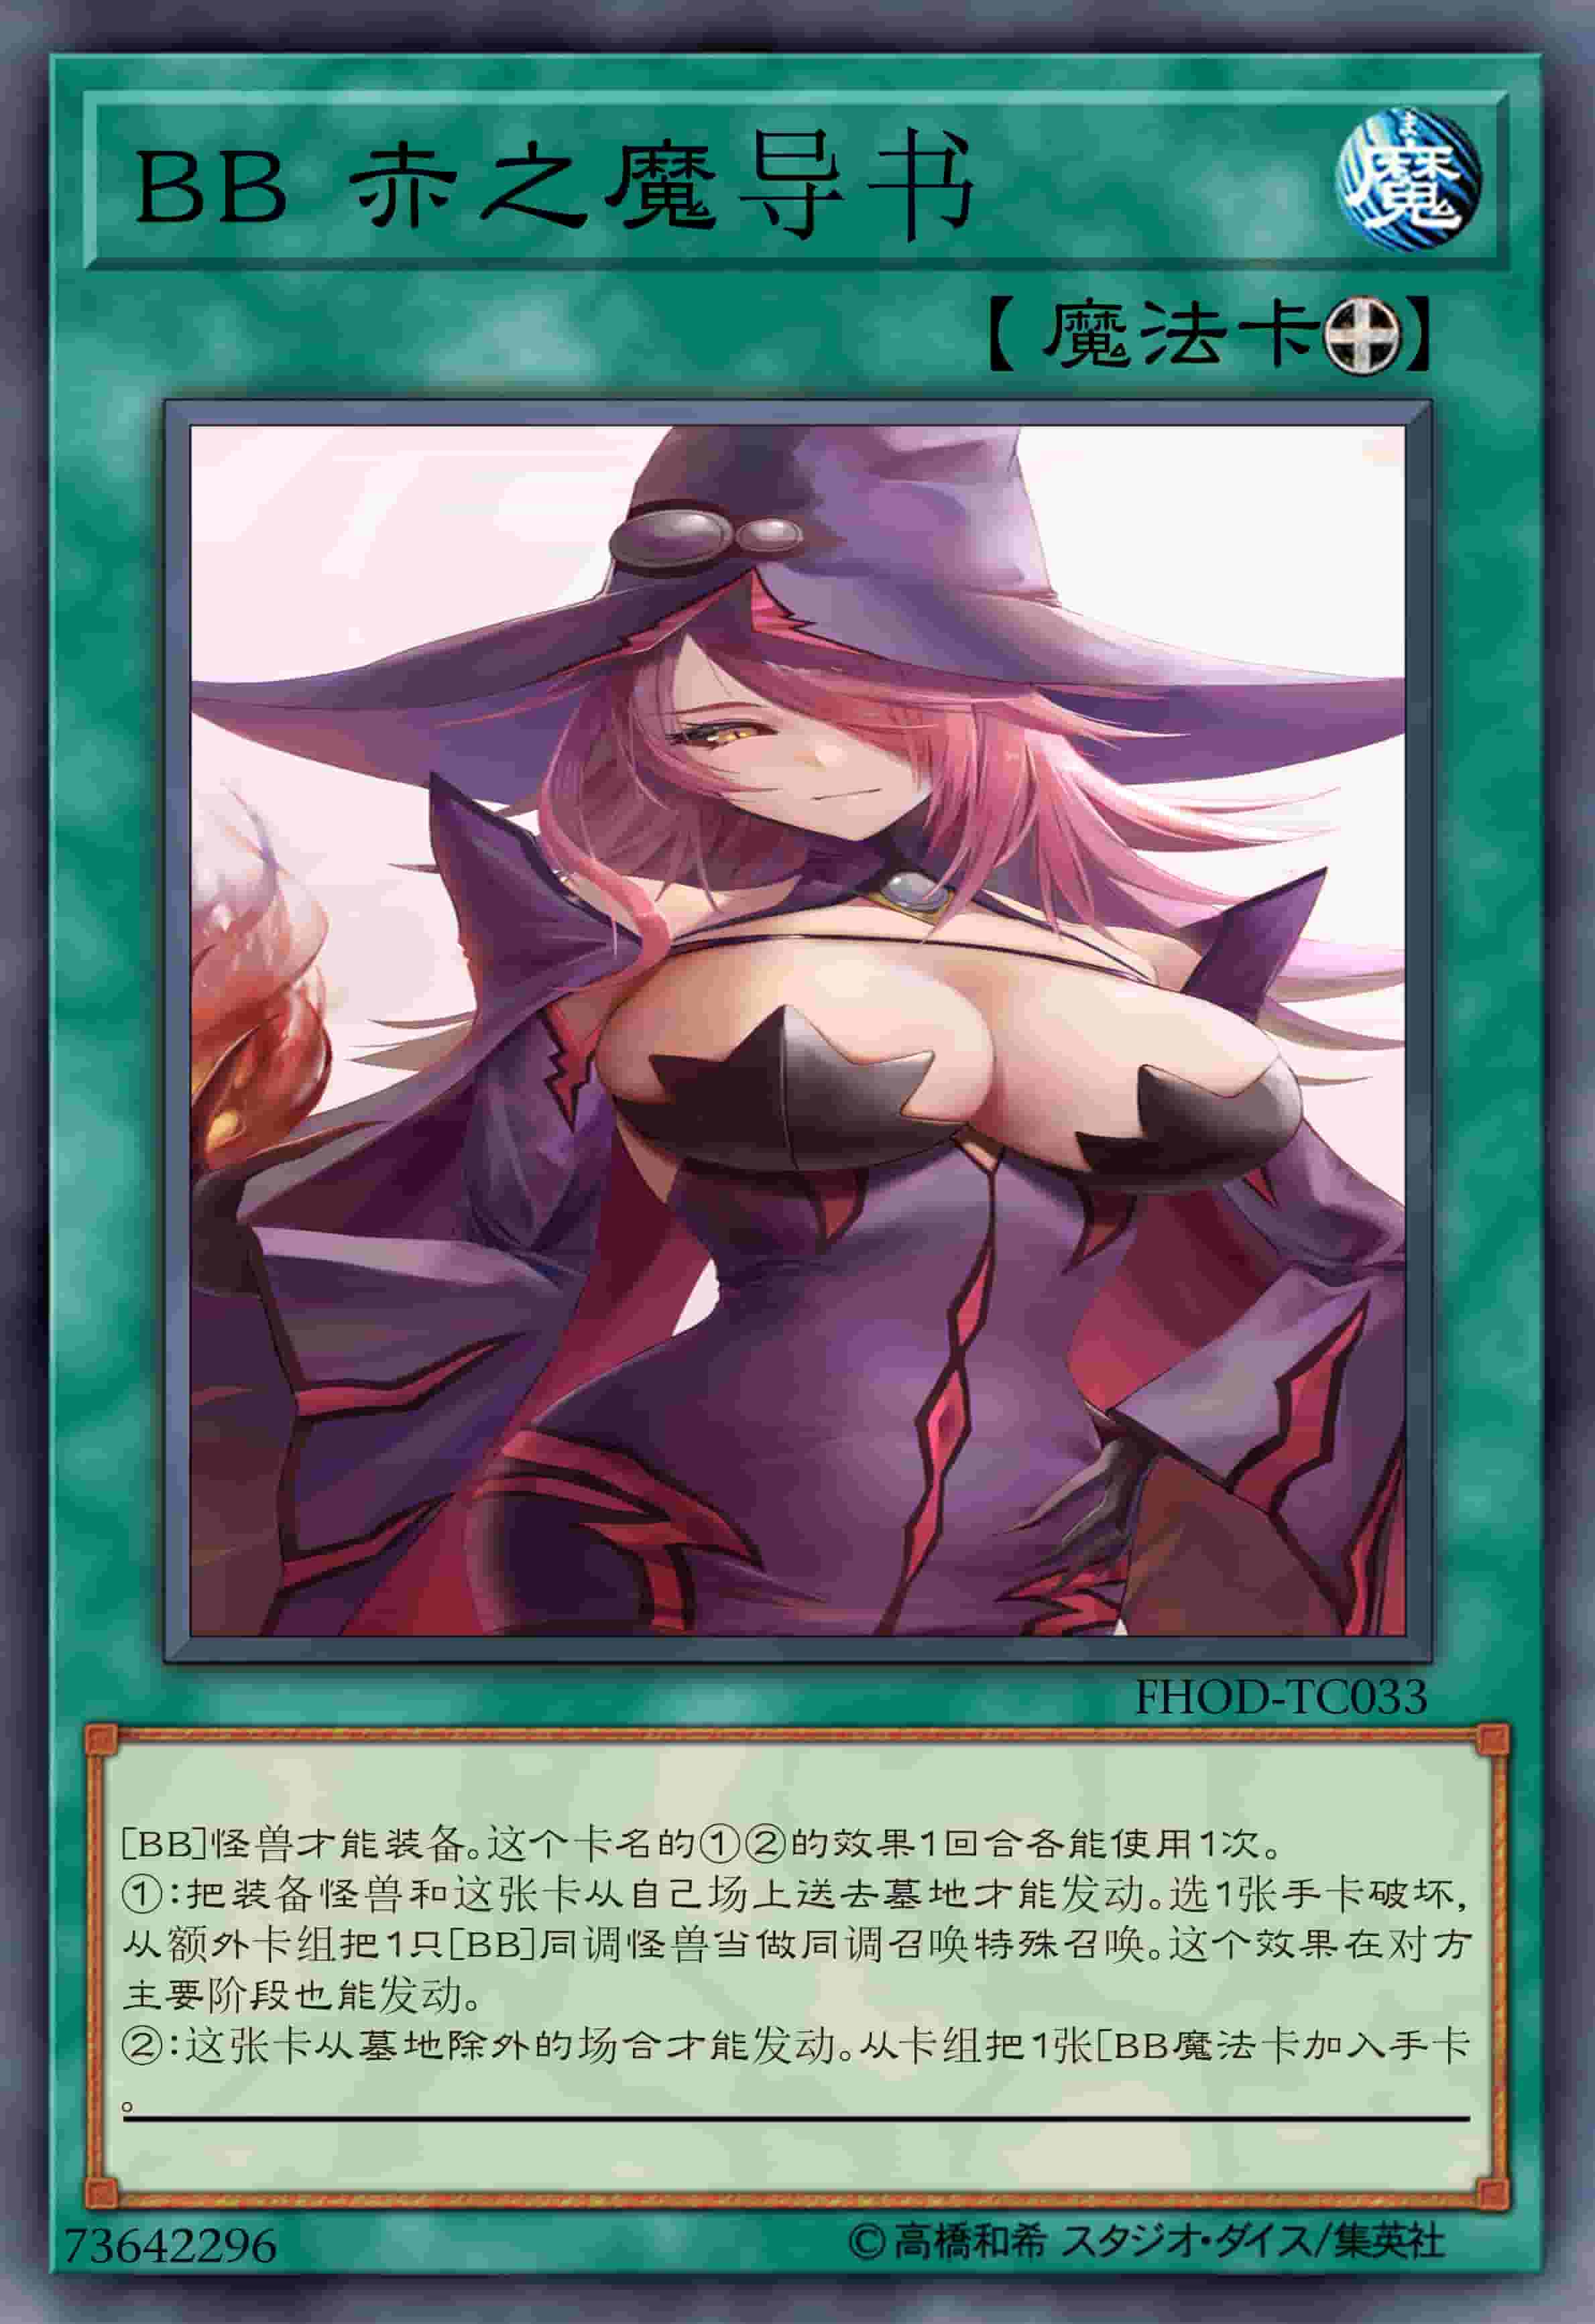 BB 赤之魔导书
ま
魔
【魔法卡】
FHOD-TC033
[BB]怪兽才能装备。这个卡名的①②的效果1回合各能使用1次。
①:把装备怪兽和这张卡从自己场上送去墓地才能发动。选1张手卡破坏,
从额外卡组把1只[BB]同调怪兽当做同调召唤特殊召唤。这个效果在对方
主要阶段也能发动。
②:这张卡从墓地除外的场合才能发动。从卡组把1张[BB魔法卡加入手卡
。
73642296
©高橋和希 スタジオ·ダイス/集英社